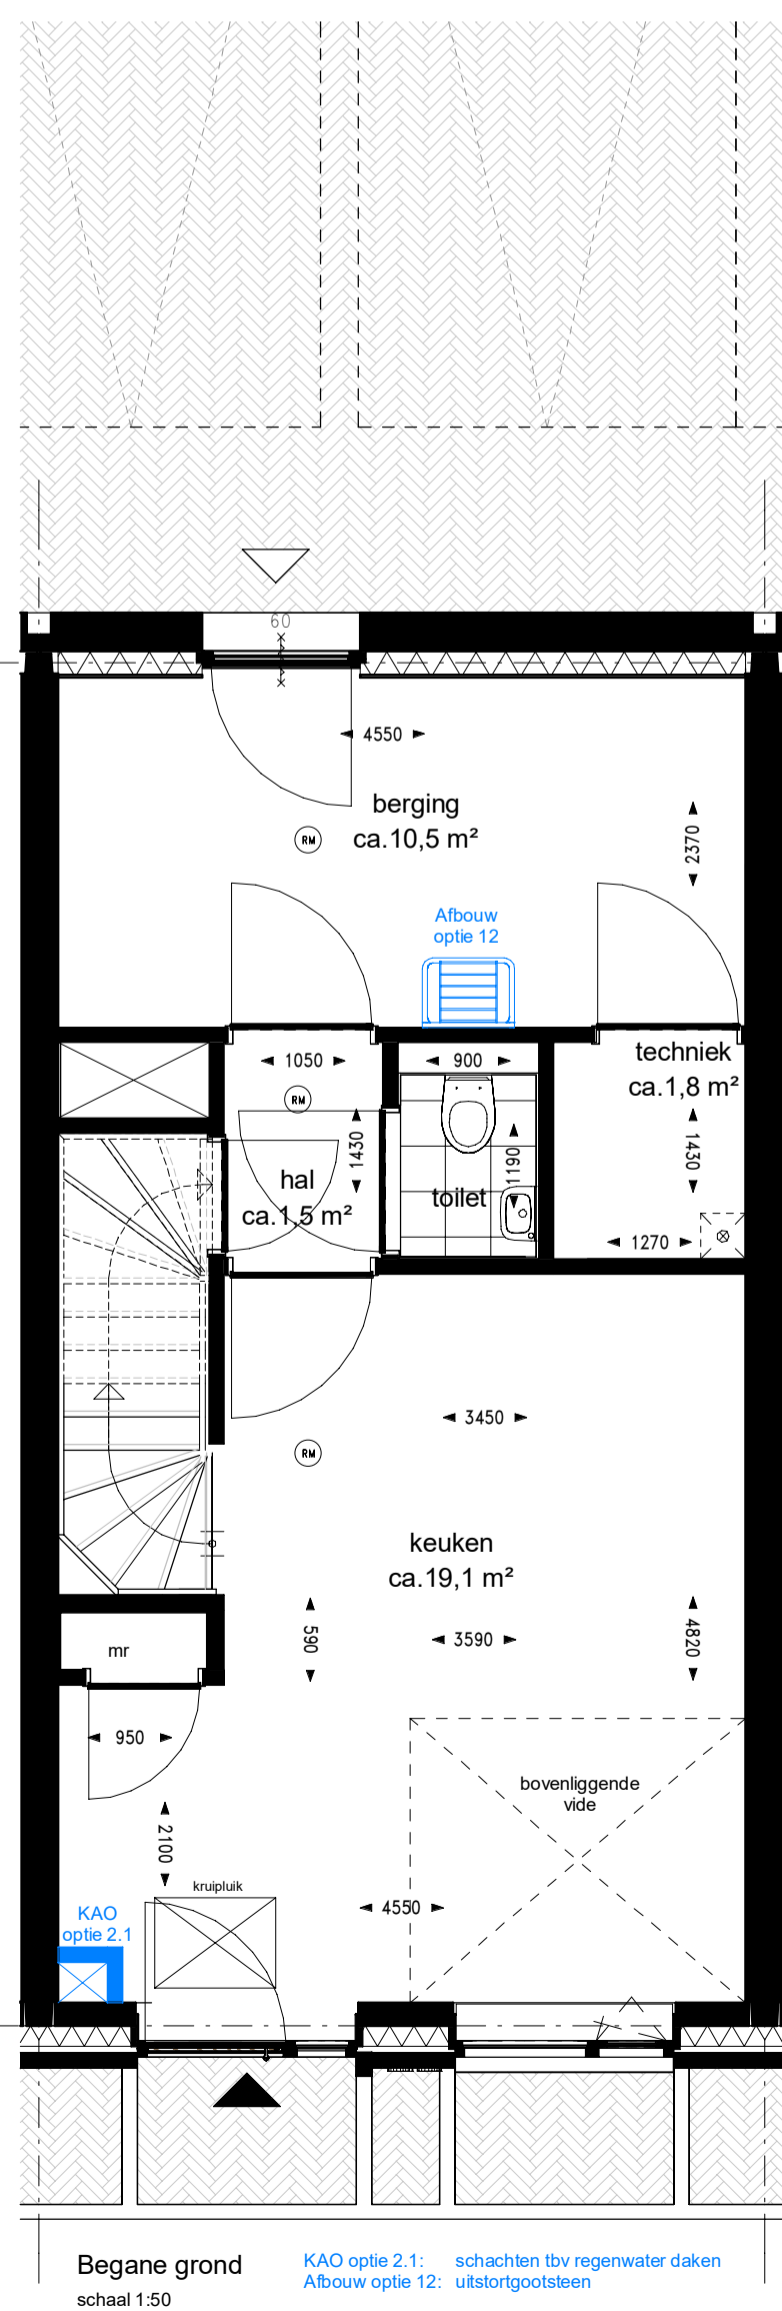 60
4550
berging
ca.10,5 m²
RM
2370
Afbouw
optie 12
1050
900
techniek
ca.1,8 m²
RM
1430
1190
1430
hal
ca.1,5 m²
toilet
1270
3450
RM
keuken
ca.19,1 m²
590
3590
4820
mr
950
bovenliggende
vide
2100
kruipluik
4550
KAO
optie 2.1
Begane grond
schaal 1:50
KAO optie 2.1: schachten tbv regenwater daken
Afbouw optie 12: uitstortgootsteen